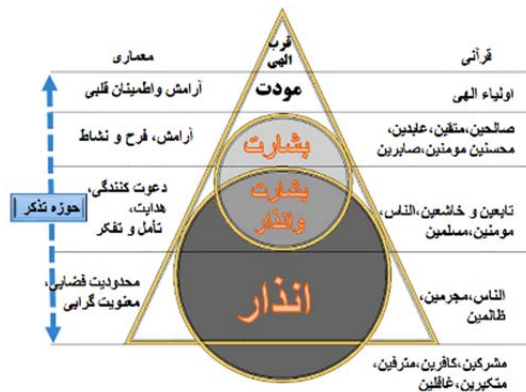 قرآنی
قرب
الهی
معماری
اولیاء الهی
مودت
آرامش واطمینان قلبی
صالحین،متقین،عابدین،
محسنین مومنین،صابرین
بشارت
آرامش، فرح و نشاط
تابعین و خاشعین،الناس،
مومنین،مسلمین
بشارت
وانذار
دعوت کنندگی،
هدایت،
تأمل و تفکر
حوزه تذکر
الناس،مجرمین،
ظالمین
انذار
محدودیت فضایی،
معنویت گرایی
مشرکین،کافرین،مترفین،
متکبرین،غافلین